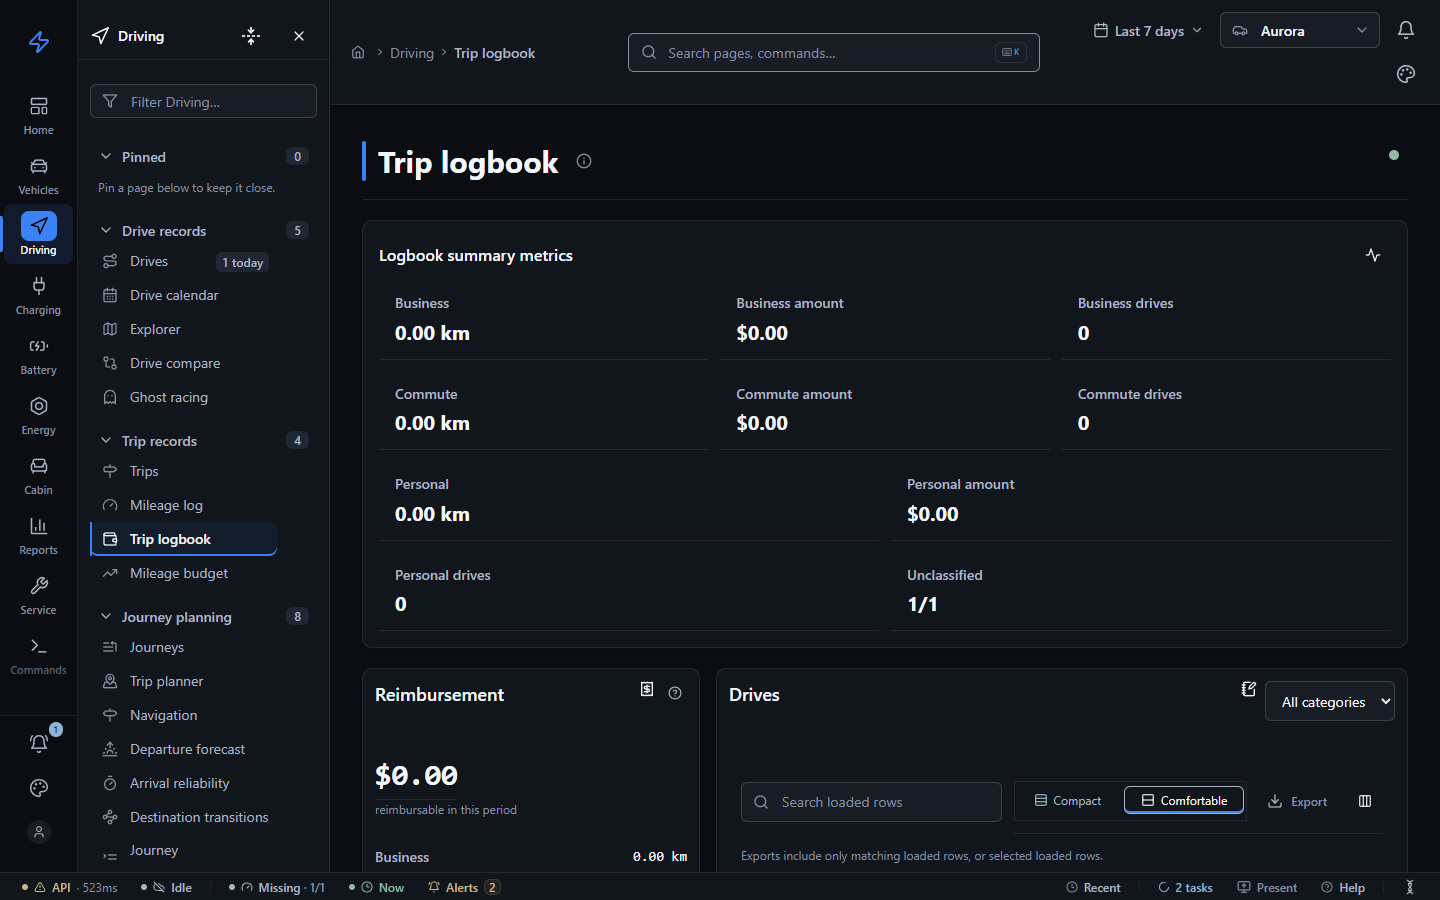 Driving
Driving
Trip logbook
Search pages, commands...
K
Last 7 days
Aurora
Home
Vehicles
Driving
Charging
Battery
Energy
Cabin
Reports
Service
Commands
1
Filter Driving...
Pinned
0
Pin a page below to keep it close.
Drive records
5
Drives
1 today
Drive calendar
Explorer
Drive compare
Ghost racing
Trip records
4
Trips
Mileage log
Trip logbook
Mileage budget
Journey planning
8
Journeys
Trip planner
Navigation
Departure forecast
Arrival reliability
Destination transitions
Journey
Trip logbook
Logbook summary metrics
Business
0.00 km
Business amount
$0.00
Business drives
0
Commute
0.00 km
Commute amount
$0.00
Commute drives
0
Personal
0.00 km
Personal amount
$0.00
Personal drives
0
Unclassified
1/1
Reimbursement
$0.00
reimbursable in this period
Business
0.00 km
Drives
All categories
Search loaded rows
Compact
Comfortable
Export
Exports include only matching loaded rows, or selected loaded rows.
API · 523ms
Idle
Missing · 1/1
Now
Alerts 2
Recent
2 tasks
Present
Help